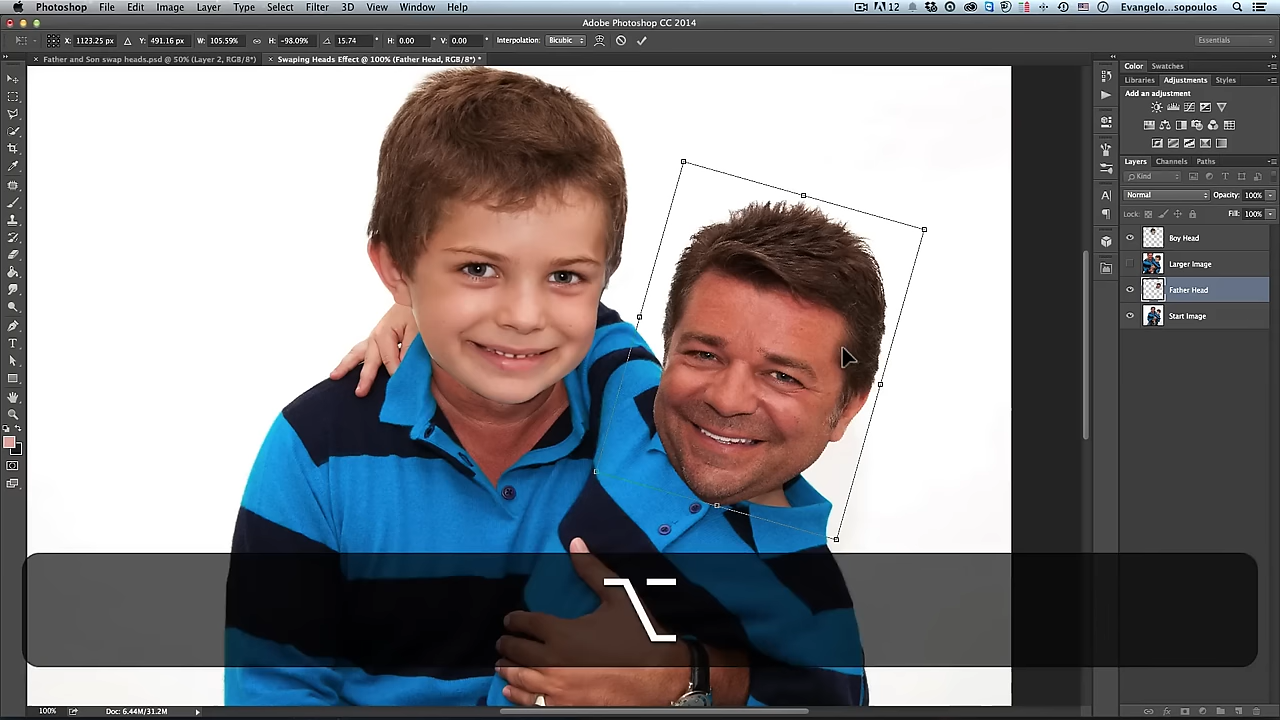 Photoshop File Edit Image Layer Type Select Filter 3D View Window Help 12 Evangelo...sopoulos
Adobe Photoshop CC 2014
X: 1123.25 px Y: 491.16 px W: 105.59% H: -98.09% 15.74 ° H: 0.00 ° V: 0.00 ° Interpolation: Bicubic Essentials
Father and Son swap heads.psd @ 50% (Layer 2, RGB/8*) Swaping Heads Effect @ 100% (Father Head, RGB/8*) *
Color Swatches
Libraries Adjustments Styles
Add an adjustment
Layers Channels Paths
Kind
Normal Opacity: 100%
Lock: Fill: 100%
Boy Head
Larger Image
Father Head
Start Image
⌥
100% Doc: 6.44M/31.2M